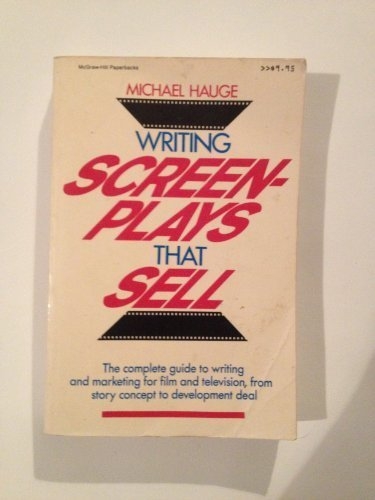 McGraw-Hill Paperbacks >>$9.95
MICHAEL HAUGE
WRITING
SCREEN-
PLAYS
THAT
SELL
The complete guide to writing
and marketing for film and television, from
story concept to development deal